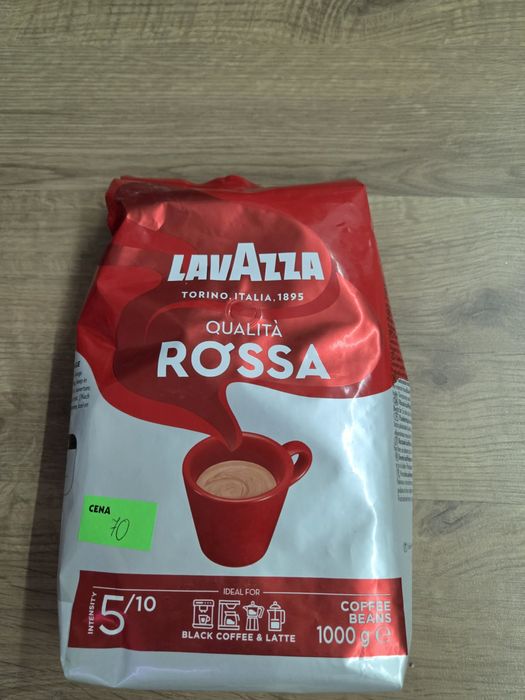 LAVAZZA
TORINO, ITALIA, 1895
QUALITÀ
ROSSA
CENA
70
INTENSITY
5/10
IDEAL FOR
BLACK COFFEE & LATTE
COFFEE
BEANS
1000 g e